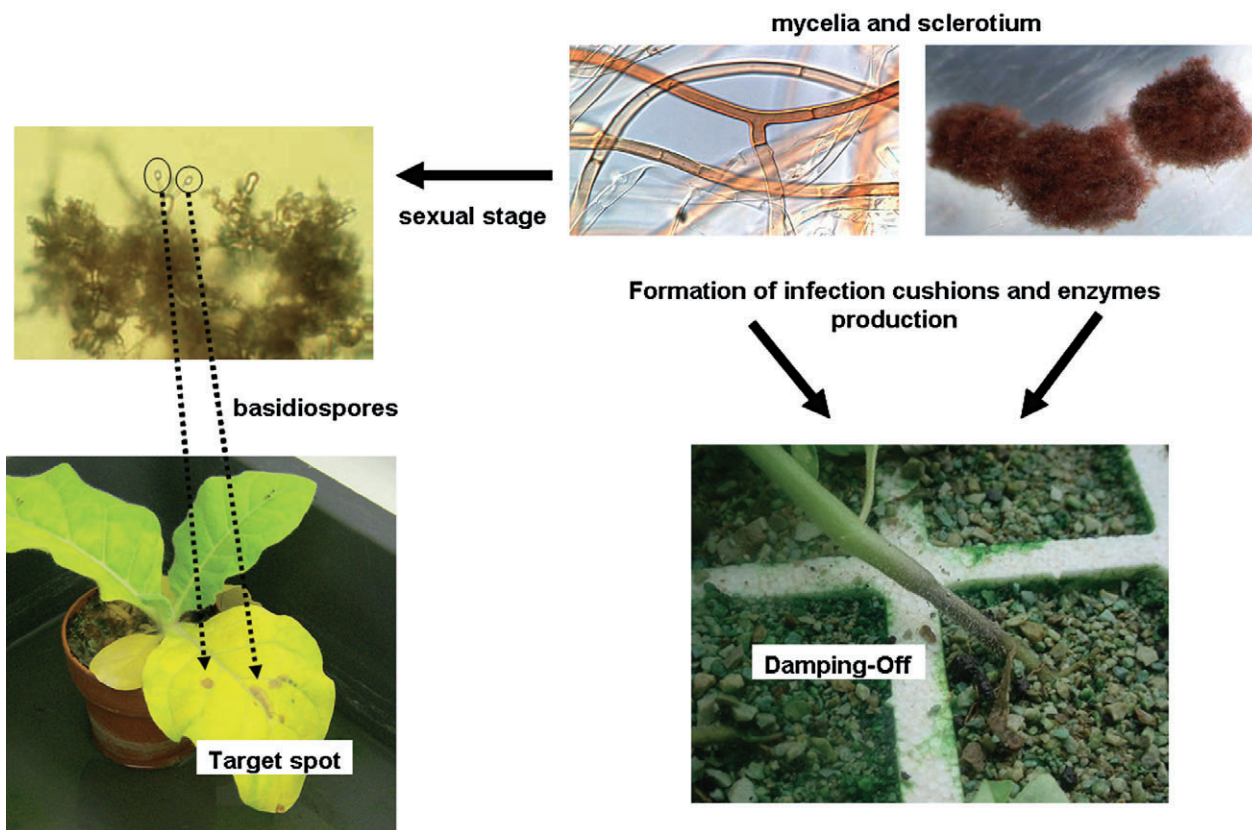 mycelia and sclerotium
sexual stage
Formation of infection cushions and enzymes
production
basidiospores
Damping-Off
Target spot